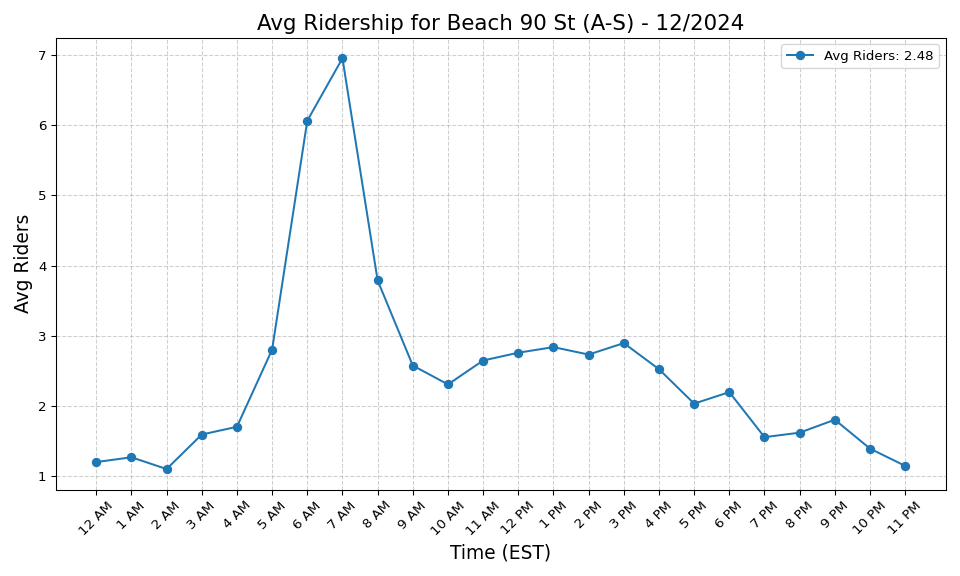 Avg Ridership for Beach 90 St (A-S) - 12/2024
Avg Riders: 2.48
Avg Riders
7
6
5
4
3
2
1
12 AM
1 AM
2 AM
3 AM
4 AM
5 AM
6 AM
7 AM
8 AM
9 AM
10 AM
11 AM
12 PM
1 PM
2 PM
3 PM
4 PM
5 PM
6 PM
7 PM
8 PM
9 PM
10 PM
11 PM
Time (EST)